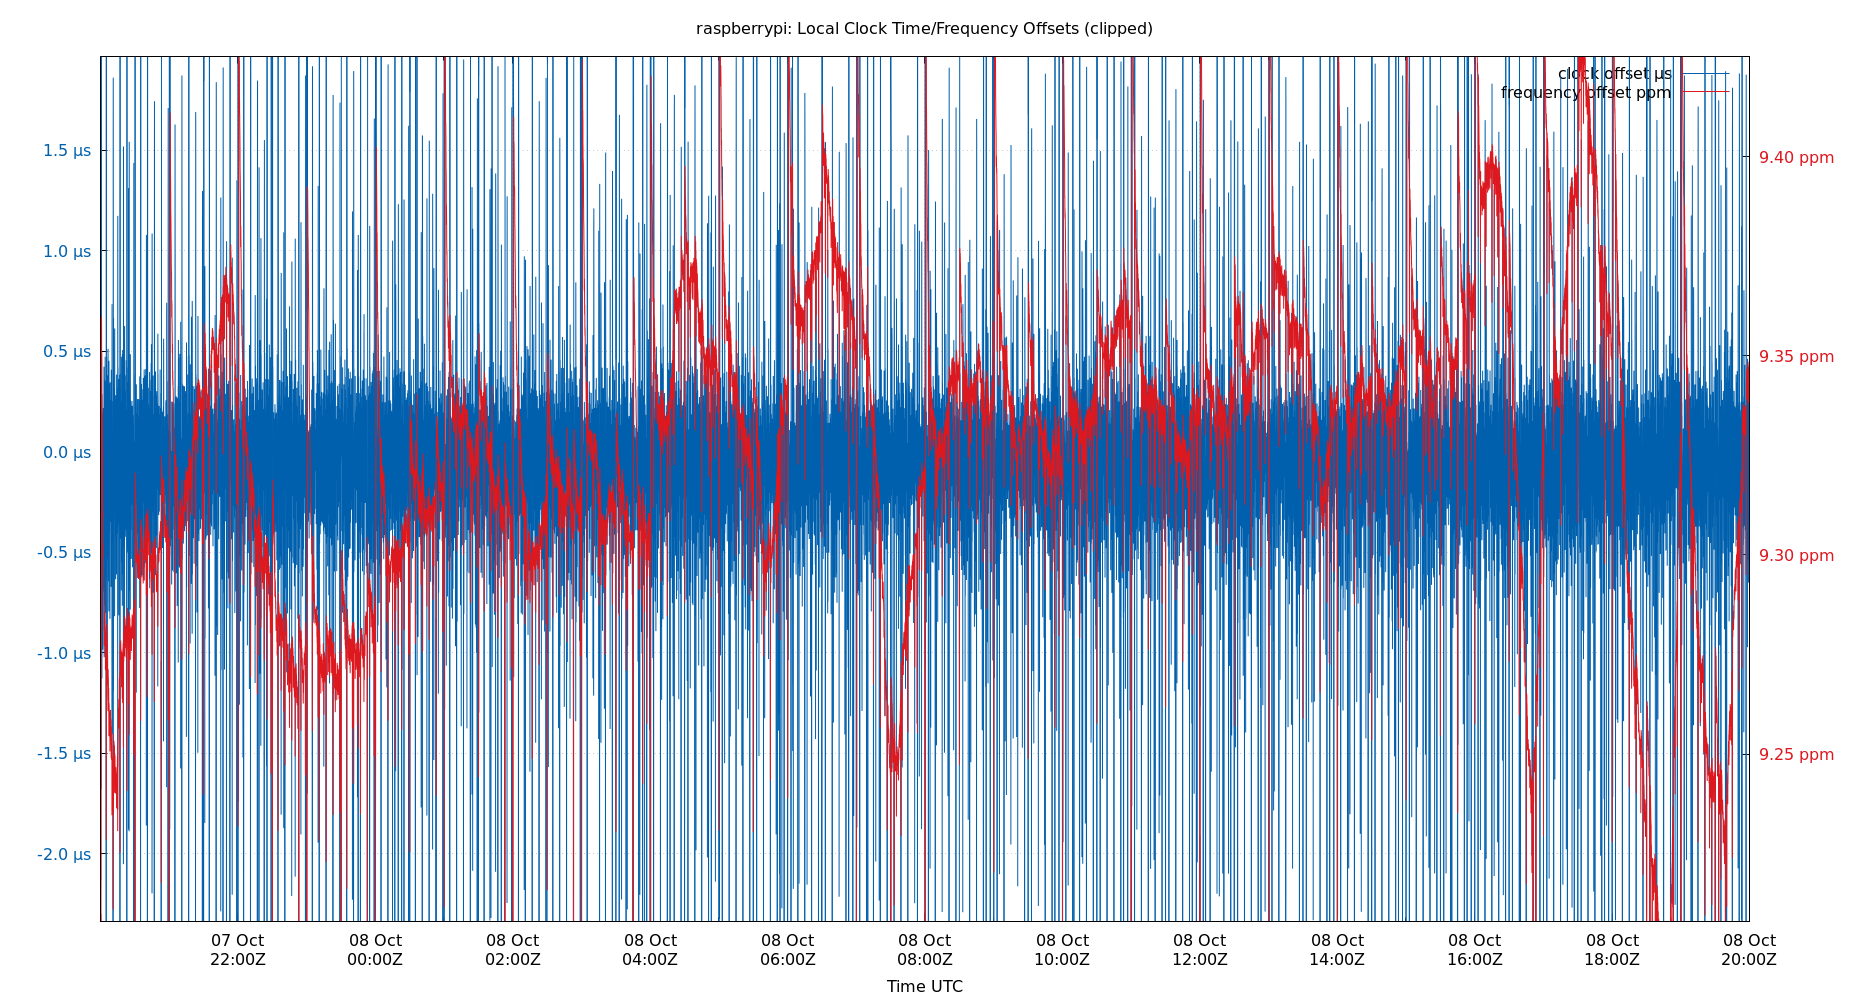 raspberrypi: Local Clock Time/Frequency Offsets (clipped)
clock offset µs
frequency offset ppm
1.5 µs
1.0 µs
0.5 µs
0.0 µs
-0.5 µs
-1.0 µs
-1.5 µs
-2.0 µs
9.40 ppm
9.35 ppm
9.30 ppm
9.25 ppm
07 Oct
22:00Z
08 Oct
00:00Z
08 Oct
02:00Z
08 Oct
04:00Z
08 Oct
06:00Z
08 Oct
08:00Z
08 Oct
10:00Z
08 Oct
12:00Z
08 Oct
14:00Z
08 Oct
16:00Z
08 Oct
18:00Z
08 Oct
20:00Z
Time UTC